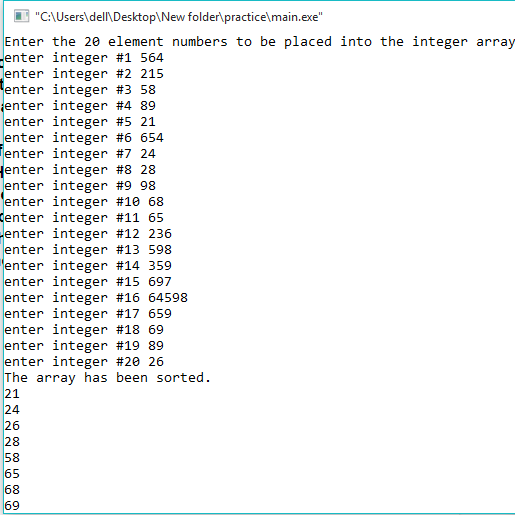 "C:\Users\dell\Desktop\New folder\practice\main.exe"
Enter the 20 element numbers to be placed into the integer array
enter integer #1 564
enter integer #2 215
enter integer #3 58
enter integer #4 89
enter integer #5 21
enter integer #6 654
enter integer #7 24
enter integer #8 28
enter integer #9 98
enter integer #10 68
enter integer #11 65
enter integer #12 236
enter integer #13 598
enter integer #14 359
enter integer #15 697
enter integer #16 64598
enter integer #17 659
enter integer #18 69
enter integer #19 89
enter integer #20 26
The array has been sorted.
21
24
26
28
58
65
68
69